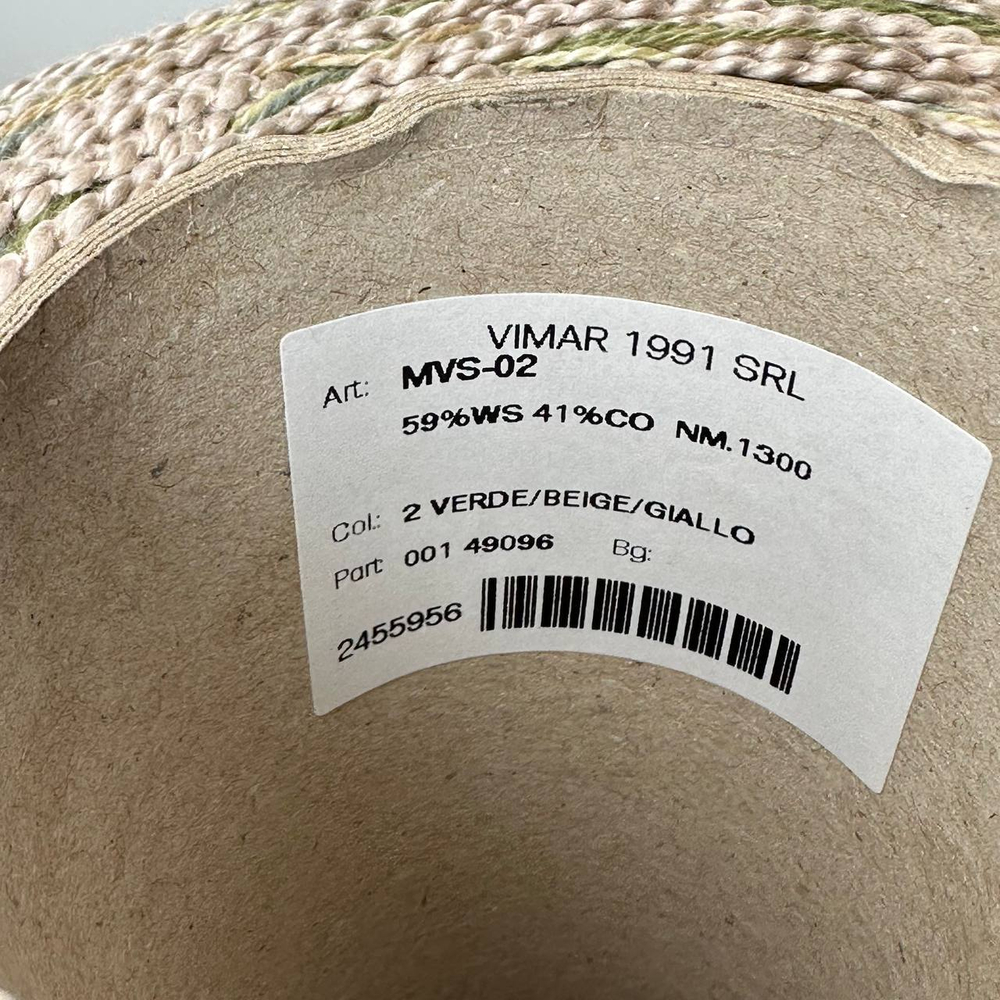 VIMAR 1991 SRL
Art: MVS-02
59%WS 41%CO NM.1300
Col.: 2 VERDE/BEIGE/GIALLO
Part: 001 49096 Bg:
2455956